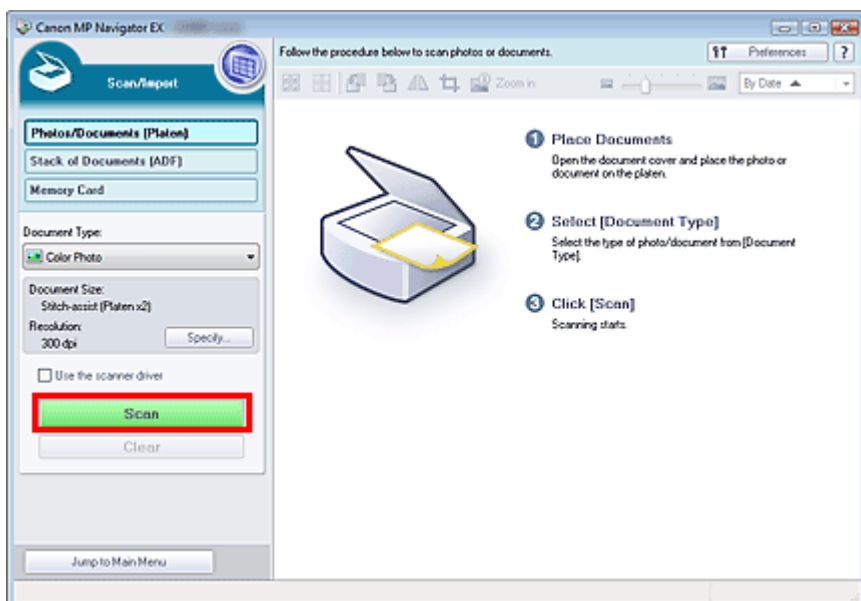 Canon MP Navigator EX
Scan/Import
Photos/Documents (Platen)
Stack of Documents (ADF)
Memory Card
Document Type:
Color Photo
Document Size:
Stitch-assist (Platen x2)
Resolution:
300 dpi
Specify...
Use the scanner driver
Scan
Clear
Jump to Main Menu
Follow the procedure below to scan photos or documents.
Preferences
?
Zoom in
By Date
1 Place Documents
Open the document cover and place the photo or
document on the platen.
2 Select [Document Type]
Select the type of photo/document from [Document
Type].
3 Click [Scan]
Scanning starts.